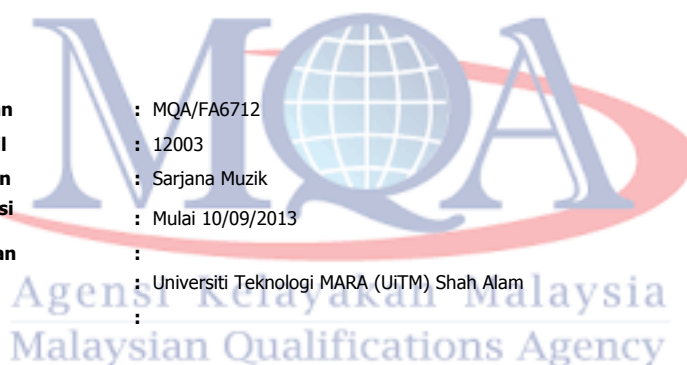 an : MQA/FA6712
l : 12003
n : Sarjana Muzik
si : Mulai 10/09/2013
an :
: Universiti Teknologi MARA (UiTM) Shah Alam
:
MQA
Agensi Kelayakan Malaysia
Malaysian Qualifications Agency